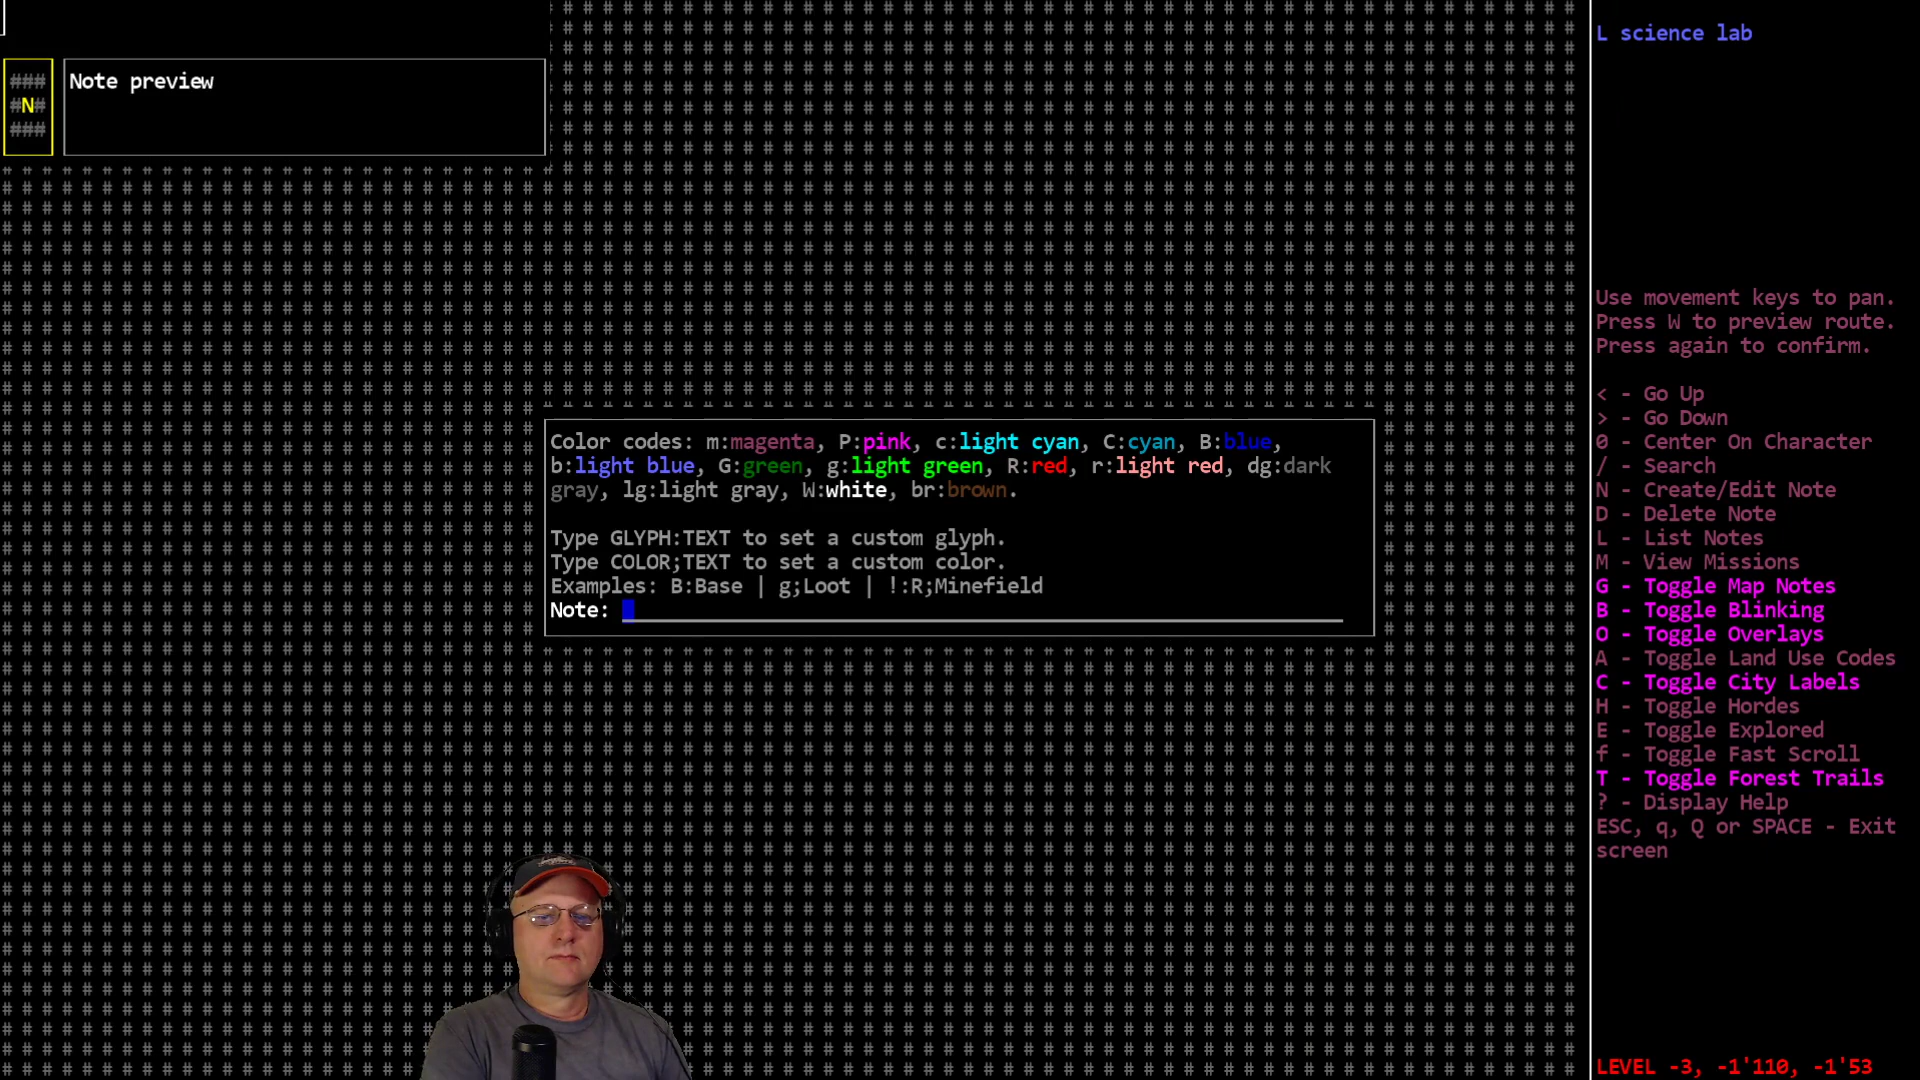 Note preview
###
#N#
###
Color codes: m:magenta, P:pink, c:light cyan, C:cyan, B:blue,
b:light blue, G:green, g:light green, R:red, r:light red, dg:dark
gray, lg:light gray, W:white, br:brown.
Type GLYPH:TEXT to set a custom glyph.
Type COLOR;TEXT to set a custom color.
Examples: B:Base | g;Loot | !:R;Minefield
Note:
L science lab
Use movement keys to pan.
Press W to preview route.
Press again to confirm.
< - Go Up
> - Go Down
0 - Center On Character
/ - Search
N - Create/Edit Note
D - Delete Note
L - List Notes
M - View Missions
G - Toggle Map Notes
B - Toggle Blinking
O - Toggle Overlays
A - Toggle Land Use Codes
C - Toggle City Labels
H - Toggle Hordes
E - Toggle Explored
f - Toggle Fast Scroll
T - Toggle Forest Trails
? - Display Help
ESC, q, Q or SPACE - Exit
screen
LEVEL -3, -1'110, -1'53